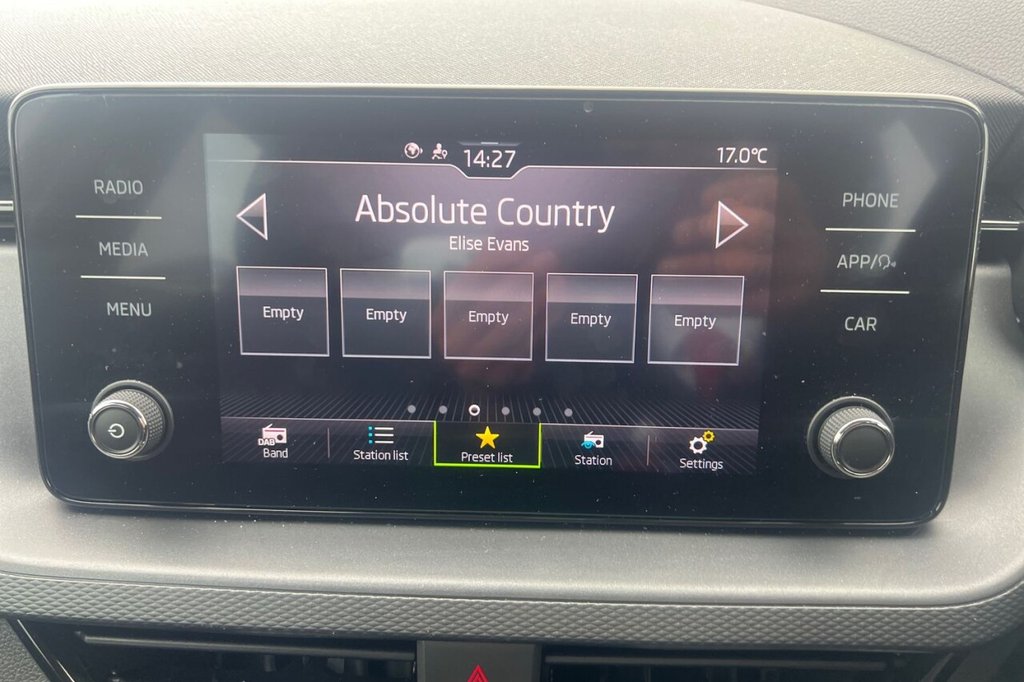 14:27
17.0°C
RADIO
MEDIA
MENU
Absolute Country
Elise Evans
Empty
Empty
Empty
Empty
Empty
DAB
Band
Station list
Preset list
Station
Settings
PHONE
APP/
CAR